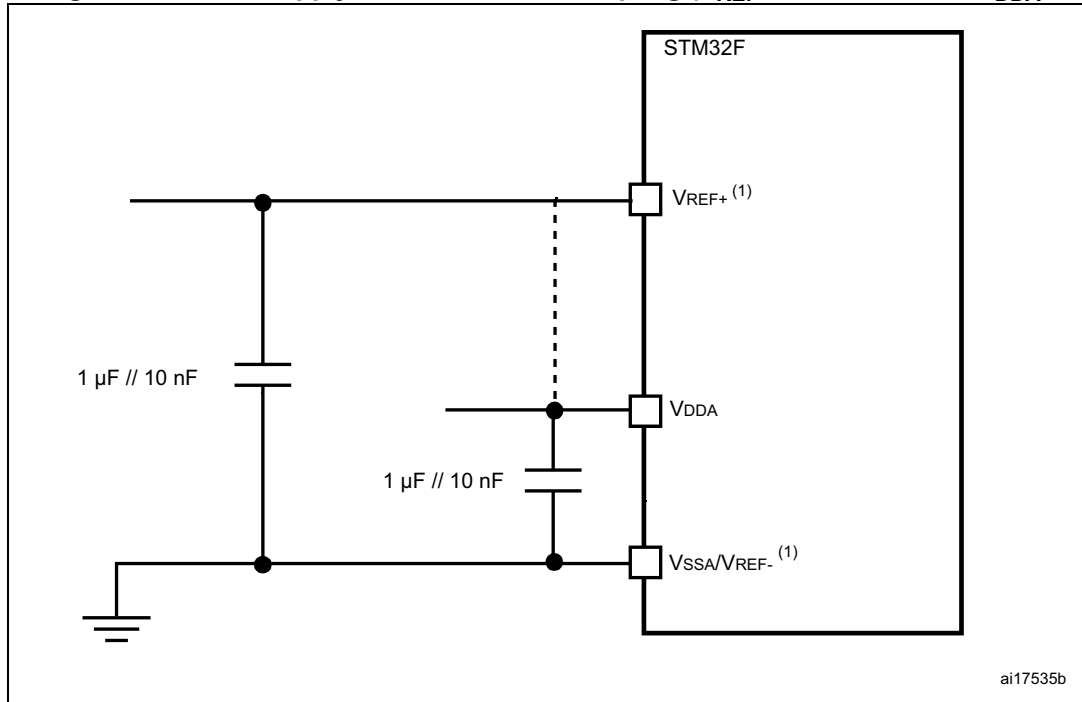 STM32F
VREF+ (1)
1 µF // 10 nF
VDDA
1 µF // 10 nF
VSSA/VREF- (1)
ai17535b